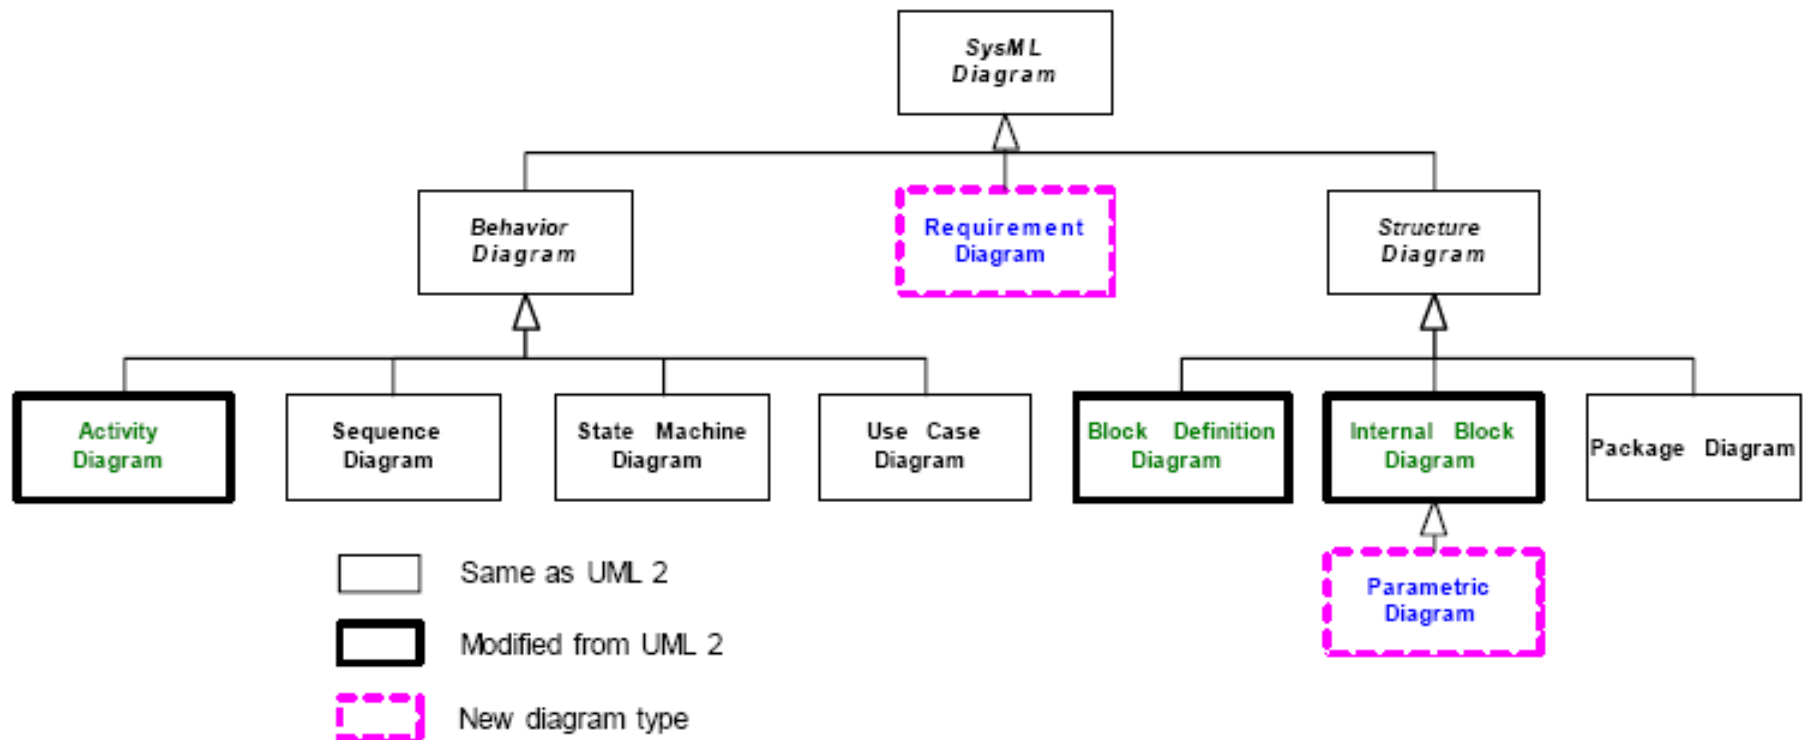 SysML
Diagram
Behavior
Diagram
Requirement
Diagram
Structure
Diagram
Activity
Diagram
Sequence
Diagram
State Machine
Diagram
Use Case
Diagram
Block Definition
Diagram
Internal Block
Diagram
Package Diagram
Parametric
Diagram
Same as UML 2
Modified from UML 2
New diagram type